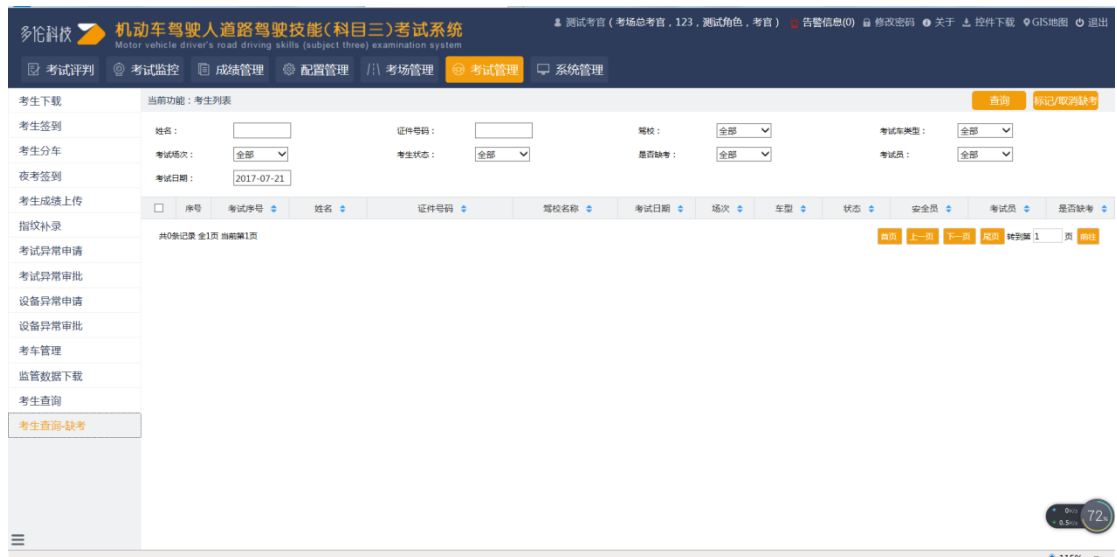 多伦科技 机动车驾驶人道路驾驶技能(科目三)考试系统
Motor vehicle driver's road driving skills (subject three) examination system
测试考官 ( 考场总考官 , 123 , 测试角色 , 考官 ) 告警信息(0) 修改密码 关于 控件下载 GIS地图 退出
考试评判 考试监控 成绩管理 配置管理 考场管理 考试管理 系统管理
考生下载
考生签到
考生分车
夜考签到
考生成绩上传
指纹补录
考试异常申请
考试异常审批
设备异常申请
设备异常审批
考车管理
监管数据下载
考生查询
考生查询-缺考
当前功能 : 考生列表 查询 标记/取消缺考
姓名 : 证件号码 : 驾校 : 全部 考试车类型 : 全部
考试场次 : 全部 考生状态 : 全部 是否缺考 : 全部 考试员 : 全部
考试日期 : 2017-07-21
序号 考试序号 姓名 证件号码 驾校名称 考试日期 场次 车型 状态 安全员 考试员 是否缺考
共0条记录 全1页 当前第1页 首页 上一页 下一页 尾页 转到第 1 页 前往
72%
115%